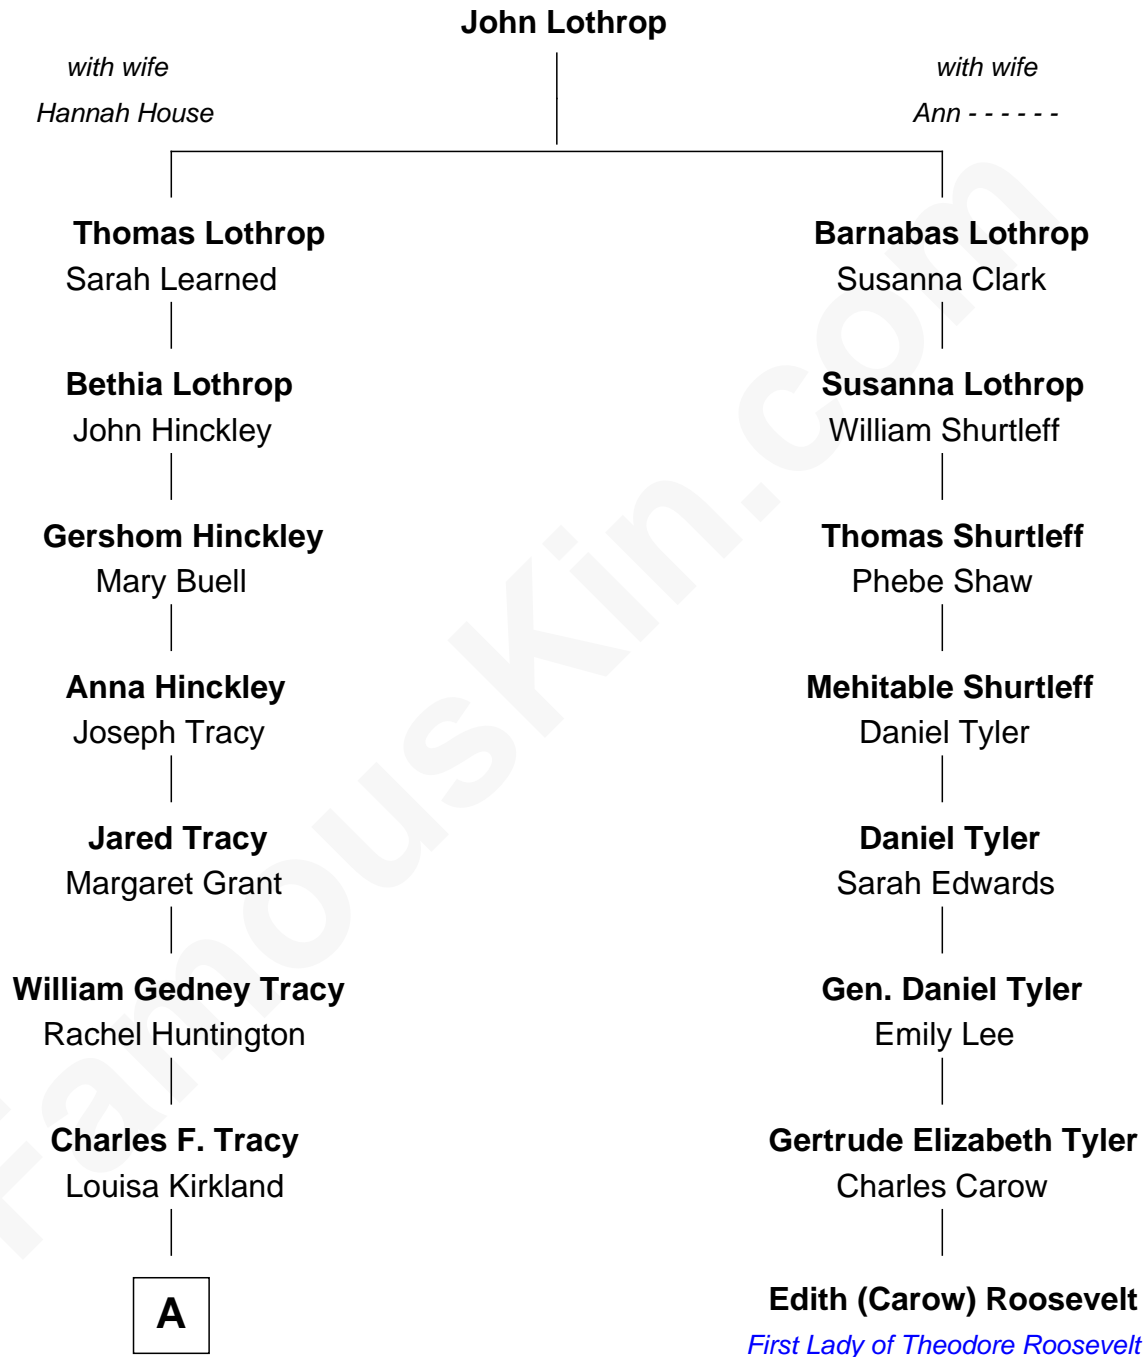 John Lothrop
with wife
Hannah House
with wife
Ann - - - - - -
Thomas Lothrop
Sarah Learned
Barnabas Lothrop
Susanna Clark
Bethia Lothrop
John Hinckley
Susanna Lothrop
William Shurtleff
Gershom Hinckley
Mary Buell
Thomas Shurtleff
Phebe Shaw
Anna Hinckley
Joseph Tracy
Mehitable Shurtleff
Daniel Tyler
Jared Tracy
Margaret Grant
Daniel Tyler
Sarah Edwards
William Gedney Tracy
Rachel Huntington
Gen. Daniel Tyler
Emily Lee
Charles F. Tracy
Louisa Kirkland
Gertrude Elizabeth Tyler
Charles Carow
A
Edith (Carow) Roosevelt
First Lady of Theodore Roosevelt
FamousKin.com